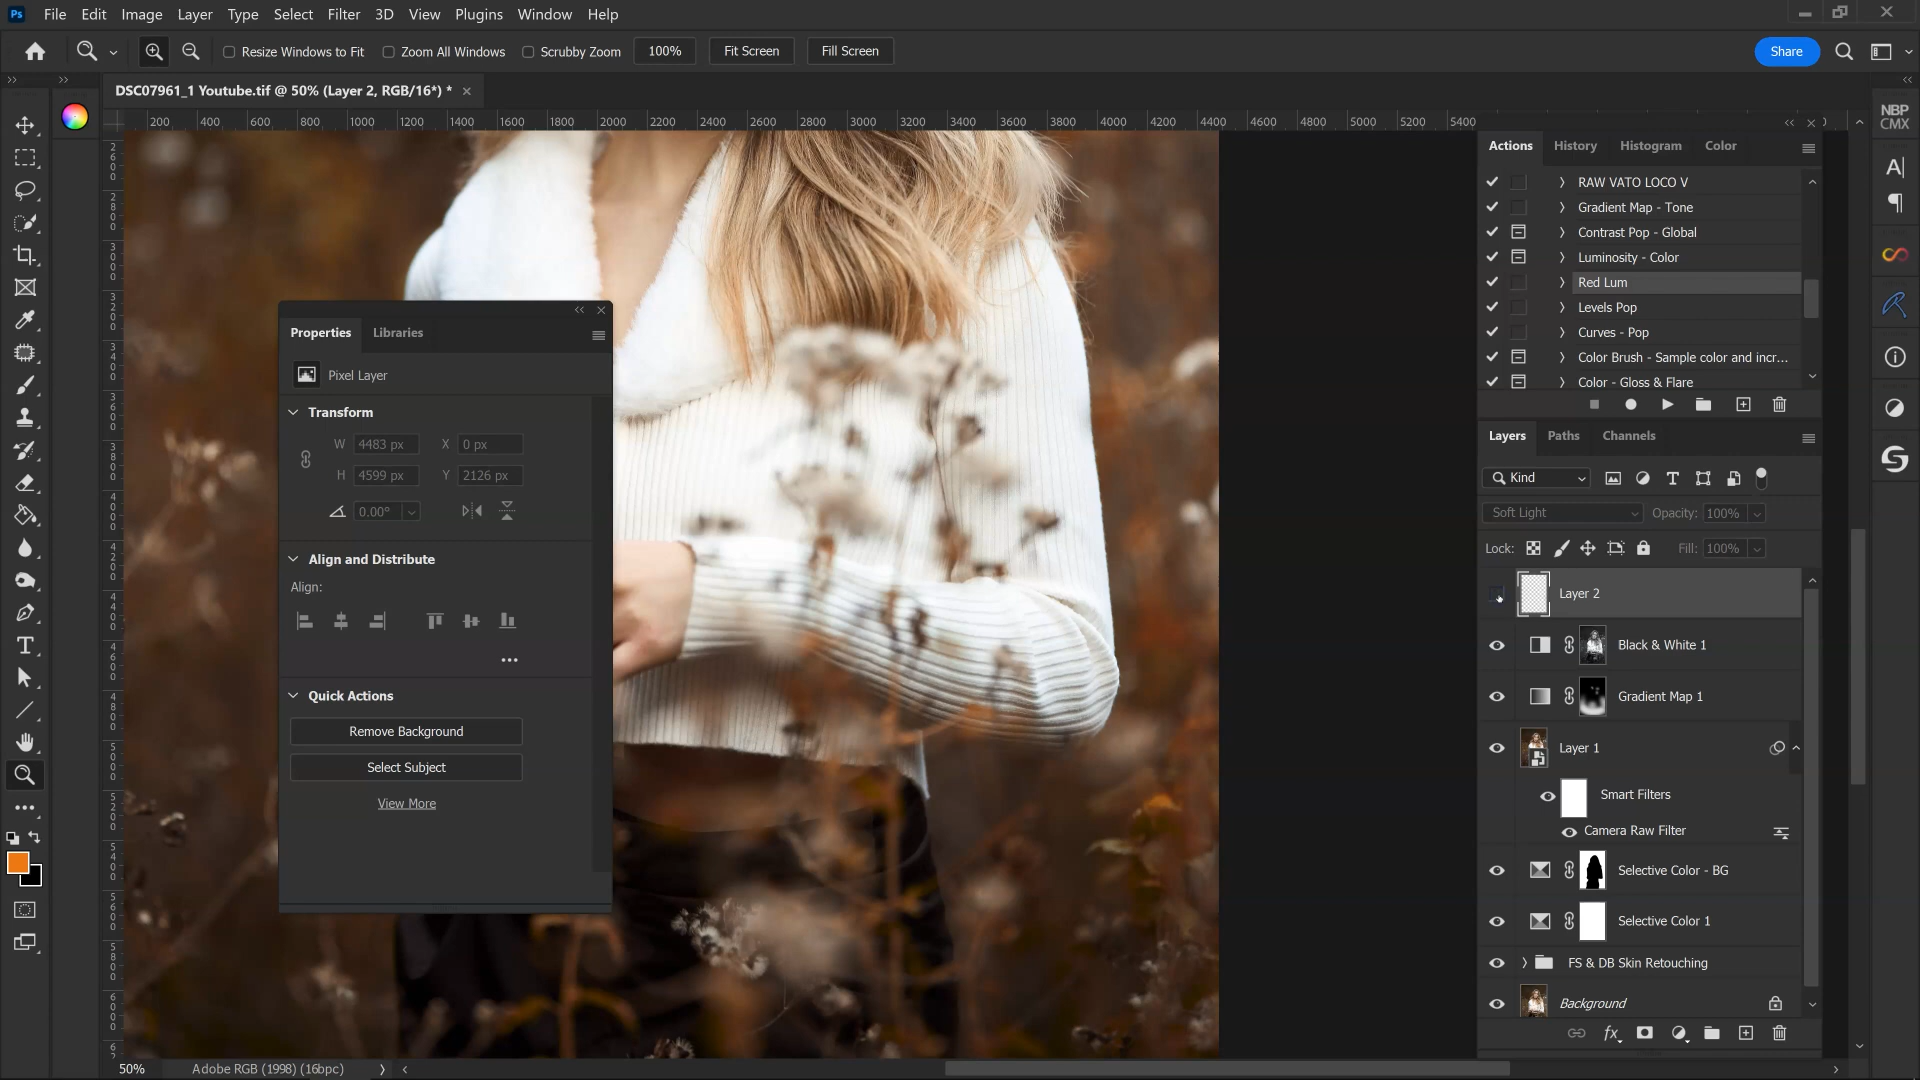 Ps File Edit Image Layer Type Select Filter 3D View Plugins Window Help
Resize Windows to Fit Zoom All Windows Scrubby Zoom 100% Fit Screen Fill Screen Share
DSC07961_1 Youtube.tif @ 50% (Layer 2, RGB/16*) *
200 400 600 800 1000 1200 1400 1600 1800 2000 2200 2400 2600 2800 3000 3200 3400 3600 3800 4000 4200 4400 4600 4800 5000 5200 5400
NBP
CMX
Actions History Histogram Color
RAW VATO LOCO V
Gradient Map - Tone
Contrast Pop - Global
Luminosity - Color
Red Lum
Levels Pop
Curves - Pop
Color Brush - Sample color and incr...
Color - Gloss & Flare
Properties Libraries
Pixel Layer
Transform
W 4483 px X 0 px
H 4599 px Y 2126 px
0.00°
Align and Distribute
Align:
Quick Actions
Remove Background
Select Subject
View More
Layers Paths Channels
Kind
Soft Light Opacity: 100%
Lock: Fill: 100%
Layer 2
Black & White 1
Gradient Map 1
Layer 1
Smart Filters
Camera Raw Filter
Selective Color - BG
Selective Color 1
FS & DB Skin Retouching
Background
50% Adobe RGB (1998) (16bpc)